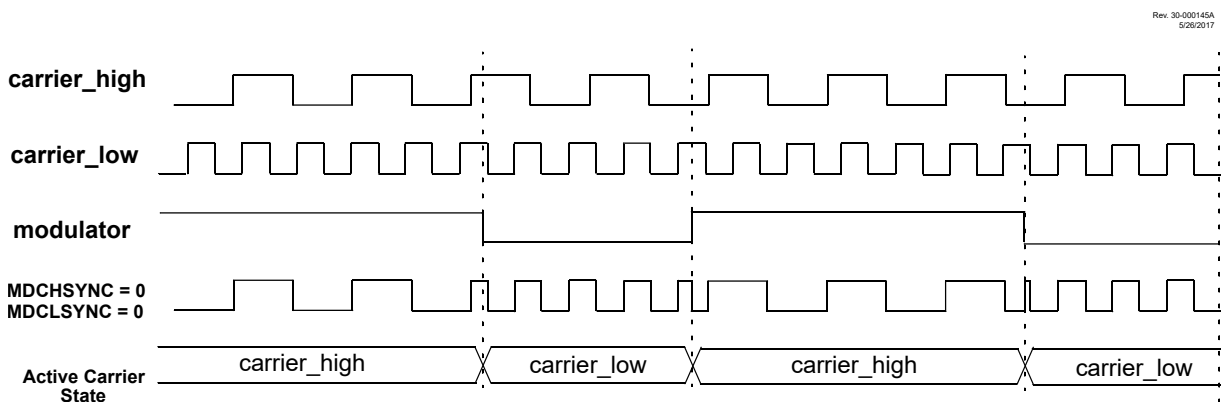 Rev. 30-000145A
5/26/2017
carrier_high
carrier_low
modulator
MDCHSYNC = 0
MDCLSYNC = 0
carrier_high
carrier_low
carrier_high
carrier_low
Active Carrier
State